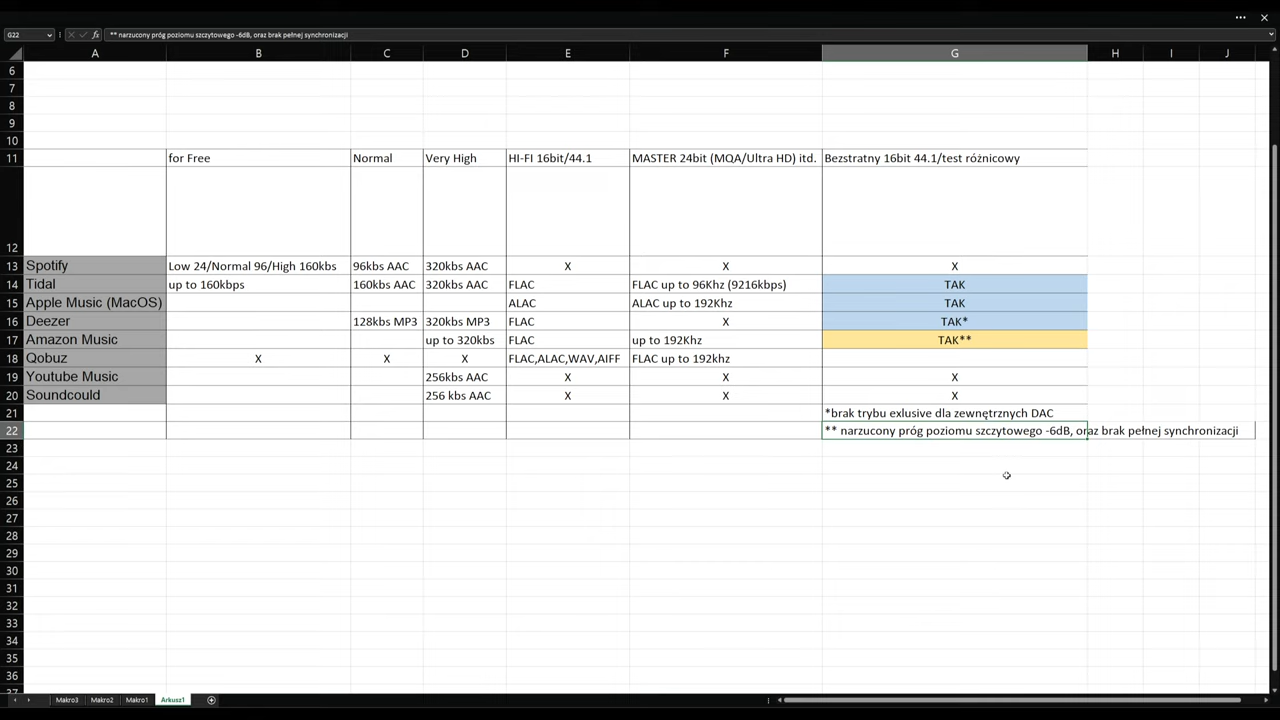 G22
** narzucony próg poziomu szczytowego -6dB, oraz brak pełnej synchronizacji
A B C D E F G H I J
6
7
8
9
10
11 for Free Normal Very High HI-FI 16bit/44.1 MASTER 24bit (MQA/Ultra HD) itd. Bezstratny 16bit 44.1/test różnicowy
12
13 Spotify Low 24/Normal 96/High 160kbs 96kbs AAC 320kbs AAC X X X
14 Tidal up to 160kbps 160kbs AAC 320kbs AAC FLAC FLAC up to 96Khz (9216kbps) TAK
15 Apple Music (MacOS) ALAC ALAC up to 192Khz TAK
16 Deezer 128kbs MP3 320kbs MP3 FLAC X TAK*
17 Amazon Music up to 320kbs FLAC up to 192Khz TAK**
18 Qobuz X X X FLAC,ALAC,WAV,AIFF FLAC up to 192khz
19 Youtube Music 256kbs AAC X X X
20 Soundcould 256 kbs AAC X X X
21 *brak trybu exlusive dla zewnętrznych DAC
22 ** narzucony próg poziomu szczytowego -6dB, oraz brak pełnej synchronizacji
23
24
25
26
27
28
29
30
31
32
33
34
35
36
37
Makro3 Makro2 Makro1 Arkusz1